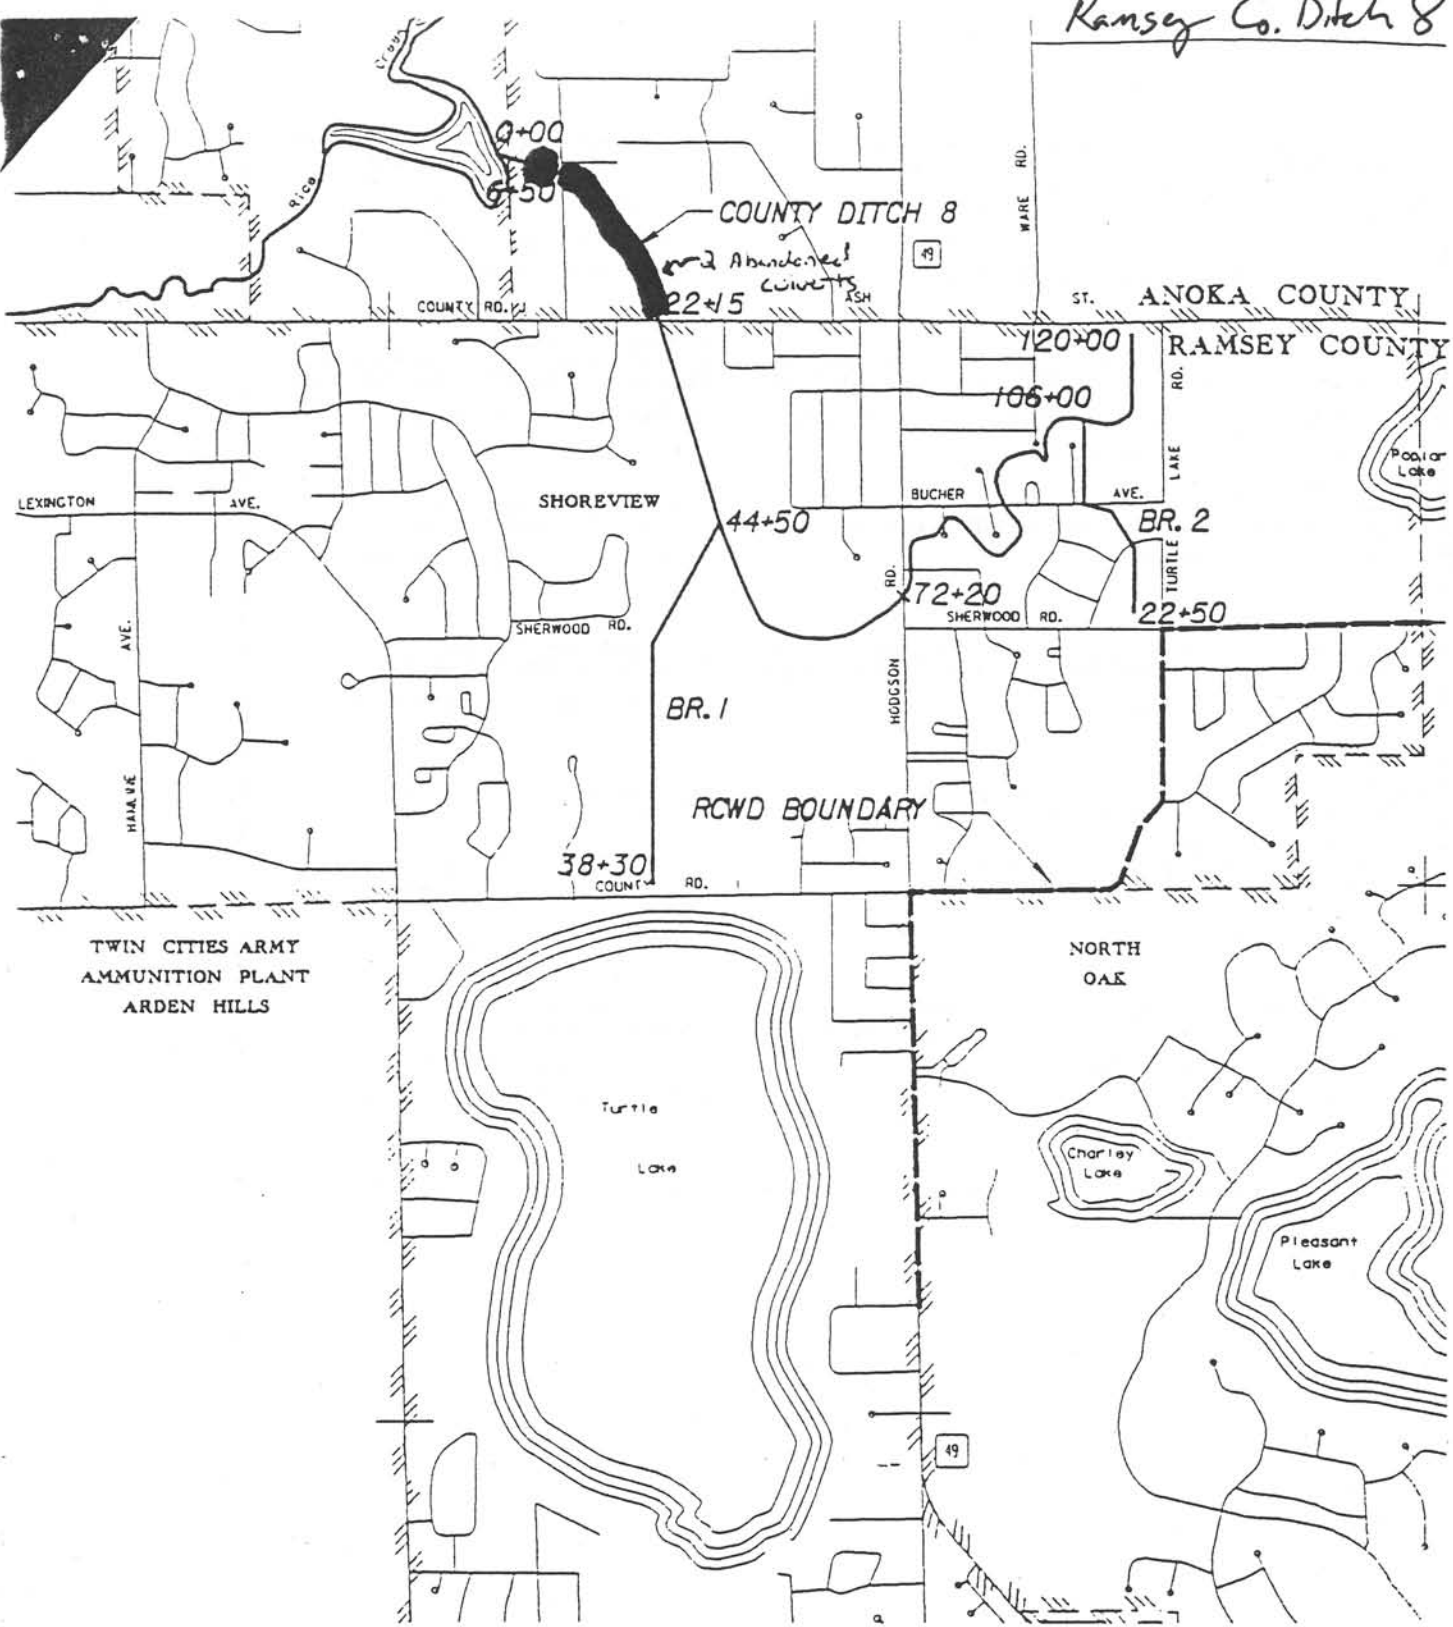 Ramsey Co. Ditch 8
0+00
6+50
Rice
COUNTY DITCH 8
2 Abandoned
culverts
49
WARE RD.
COUNTY RD. J
22+15
ASH
ST.
ANOKA COUNTY
120+00
RAMSEY COUNTY
106+00
RD.
LAKE
TURTLE
Poplar
Lake
LEXINGTON
AVE.
SHOREVIEW
BUCHER
AVE.
44+50
BR. 2
RD.
HODGSON
72+20
SHERWOOD RD.
SHERWOOD RD.
22+50
AVE.
BR. 1
RCWD BOUNDARY
38+30
COUNTY
RD.
I
TWIN CITIES ARMY
AMMUNITION PLANT
ARDEN HILLS
NORTH
OAK
Turtle
Lake
Charley
Lake
Pleasant
Lake
49